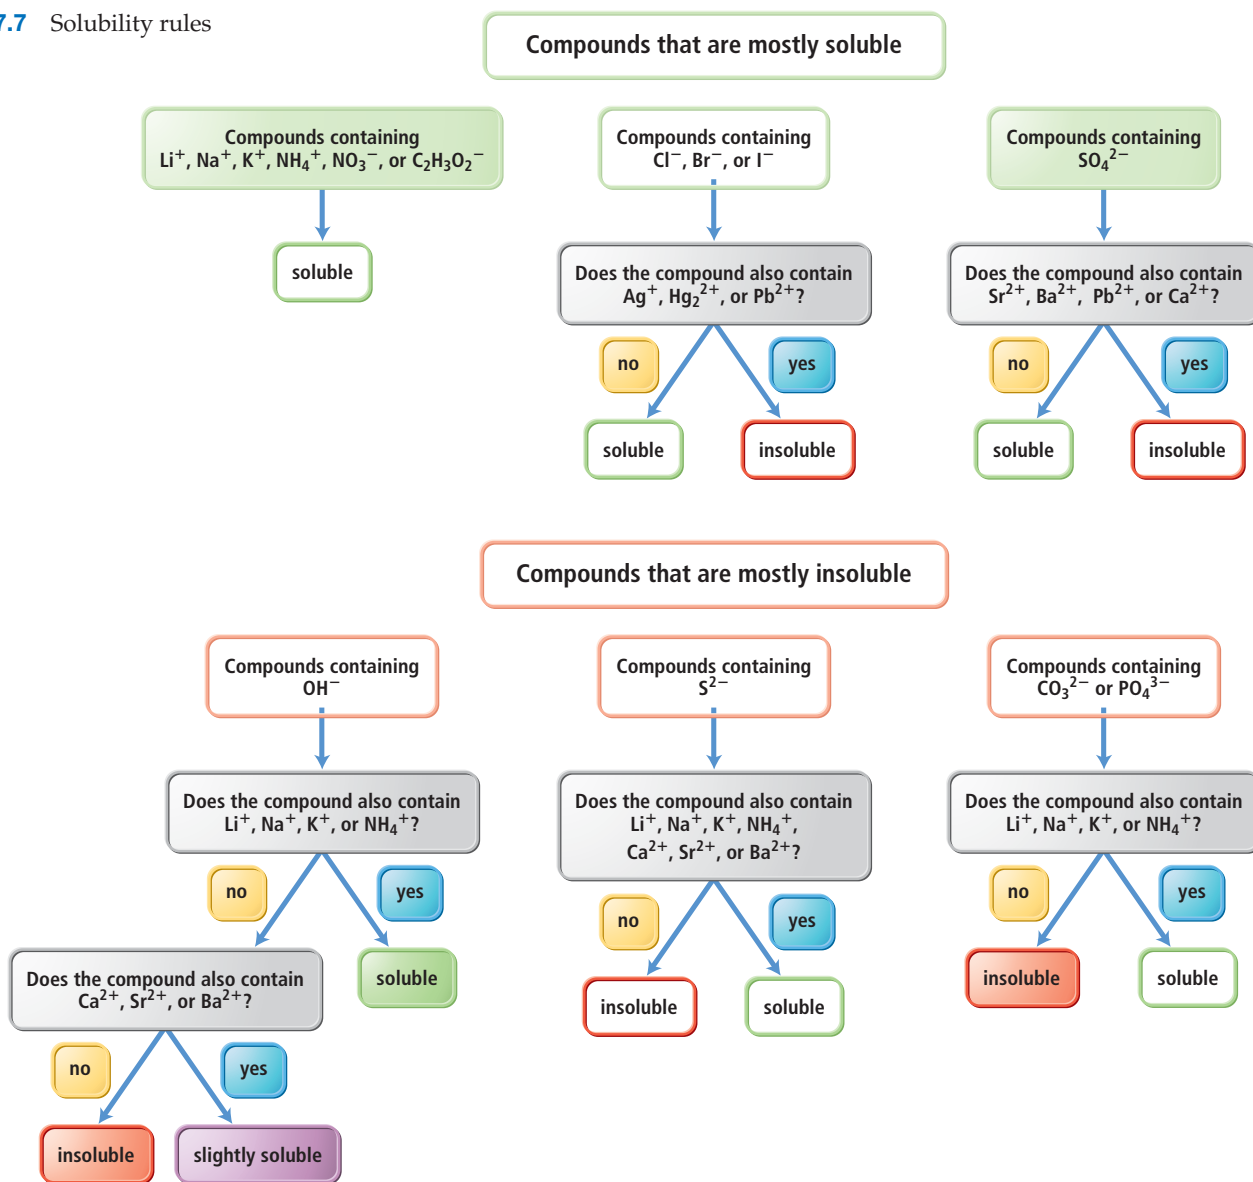 7.7 Solubility rules
Compounds that are mostly soluble
Compounds containing
Li⁺, Na⁺, K⁺, NH₄⁺, NO₃⁻, or C₂H₃O₂⁻
soluble
Compounds containing
Cl⁻, Br⁻, or I⁻
Does the compound also contain
Ag⁺, Hg₂²⁺, or Pb²⁺?
no
yes
soluble
insoluble
Compounds containing
SO₄²⁻
Does the compound also contain
Sr²⁺, Ba²⁺, Pb²⁺, or Ca²⁺?
no
yes
soluble
insoluble
Compounds that are mostly insoluble
Compounds containing
OH⁻
Does the compound also contain
Li⁺, Na⁺, K⁺, or NH₄⁺?
no
yes
Does the compound also contain
Ca²⁺, Sr²⁺, or Ba²⁺?
soluble
no
yes
insoluble
slightly soluble
Compounds containing
S²⁻
Does the compound also contain
Li⁺, Na⁺, K⁺, NH₄⁺,
Ca²⁺, Sr²⁺, or Ba²⁺?
no
yes
insoluble
soluble
Compounds containing
CO₃²⁻ or PO₄³⁻
Does the compound also contain
Li⁺, Na⁺, K⁺, or NH₄⁺?
no
yes
insoluble
soluble